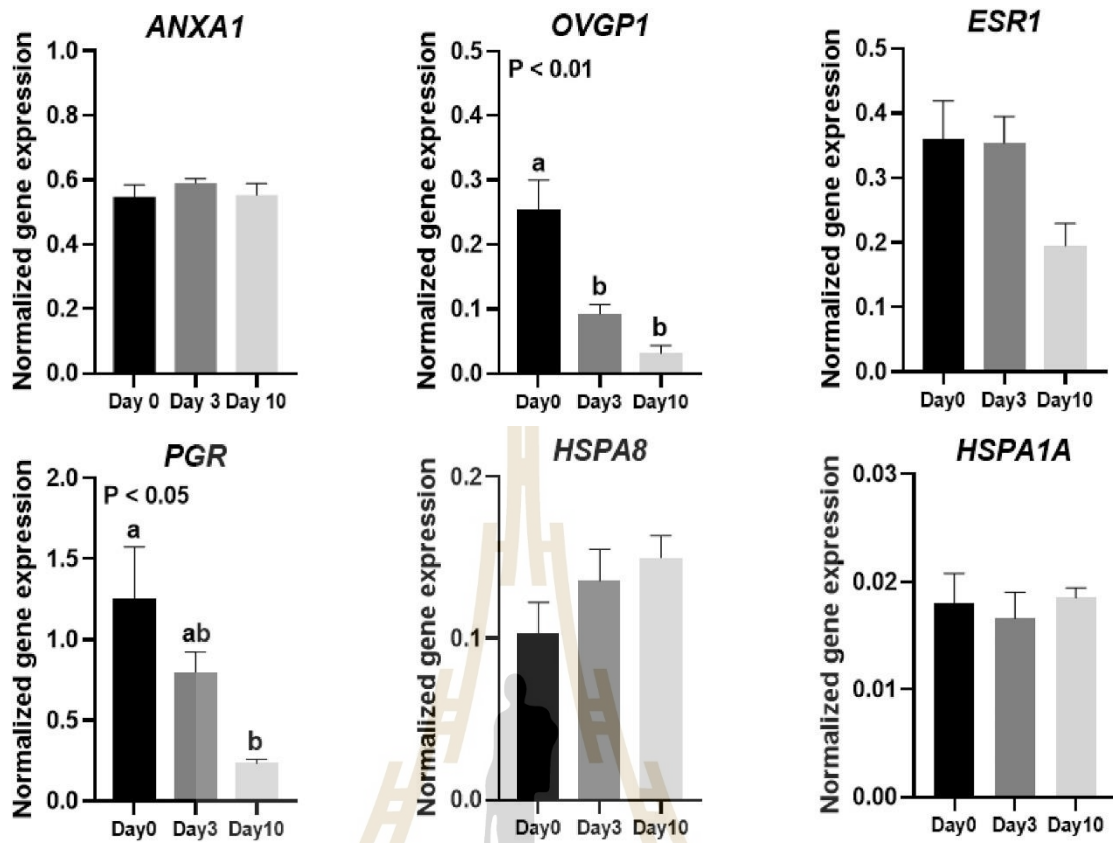 ANXA1
Normalized gene expression
1.0
0.8
0.6
0.4
0.2
0.0
Day 0 Day 3 Day 10
OVGP1
Normalized gene expression
0.5
P < 0.01
0.4
0.3
a
0.2
0.1
b
b
0.0
Day0 Day3 Day10
ESR1
Normalized gene expression
0.5
0.4
0.3
0.2
0.1
0.0
Day0 Day3 Day10
PGR
Normalized gene expression
2.0
P < 0.05
a
1.5
1.0
ab
0.5
b
0.0
Day0 Day3 Day10
HSPA8
Normalized gene expression
0.2
0.1
0.0
Day0 Day3 Day10
HSPA1A
Normalized gene expression
0.03
0.02
0.01
0.00
Day0 Day3 Day10